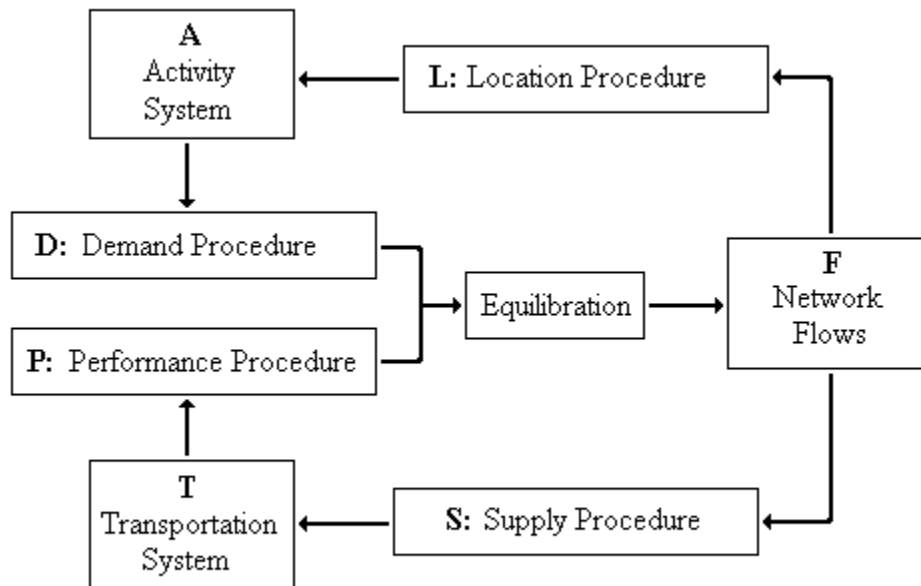 A
Activity
System
L: Location Procedure
D: Demand Procedure
Equilibration
F
Network
Flows
P: Performance Procedure
T
Transportation
System
S: Supply Procedure